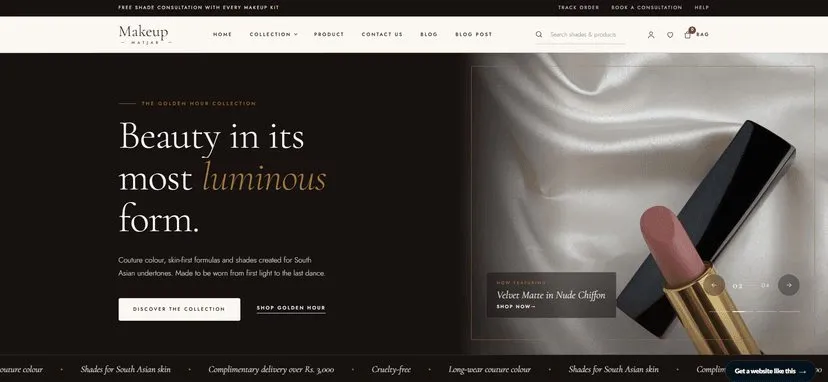 FREE SHADE CONSULTATION WITH EVERY MAKEUP KIT
TRACK ORDER BOOK A CONSULTATION HELP
Makeup
MATJAR
HOME COLLECTION PRODUCT CONTACT US BLOG BLOG POST
Search shades & products
BAG
THE GOLDEN HOUR COLLECTION
Beauty in its
most luminous
form.
Couture colour, skin-first formulas and shades created for South
Asian undertones. Made to be worn from first light to the last dance.
DISCOVER THE COLLECTION
SHOP GOLDEN HOUR
NOW FEATURING
Velvet Matte in Nude Chiffon
SHOP NOW→
← 02 04 →
outure colour • Shades for South Asian skin • Complimentary delivery over Rs. 3,000 • Cruelty-free • Long-wear couture colour • Shades for South Asian skin • Complim
Get a website like this →